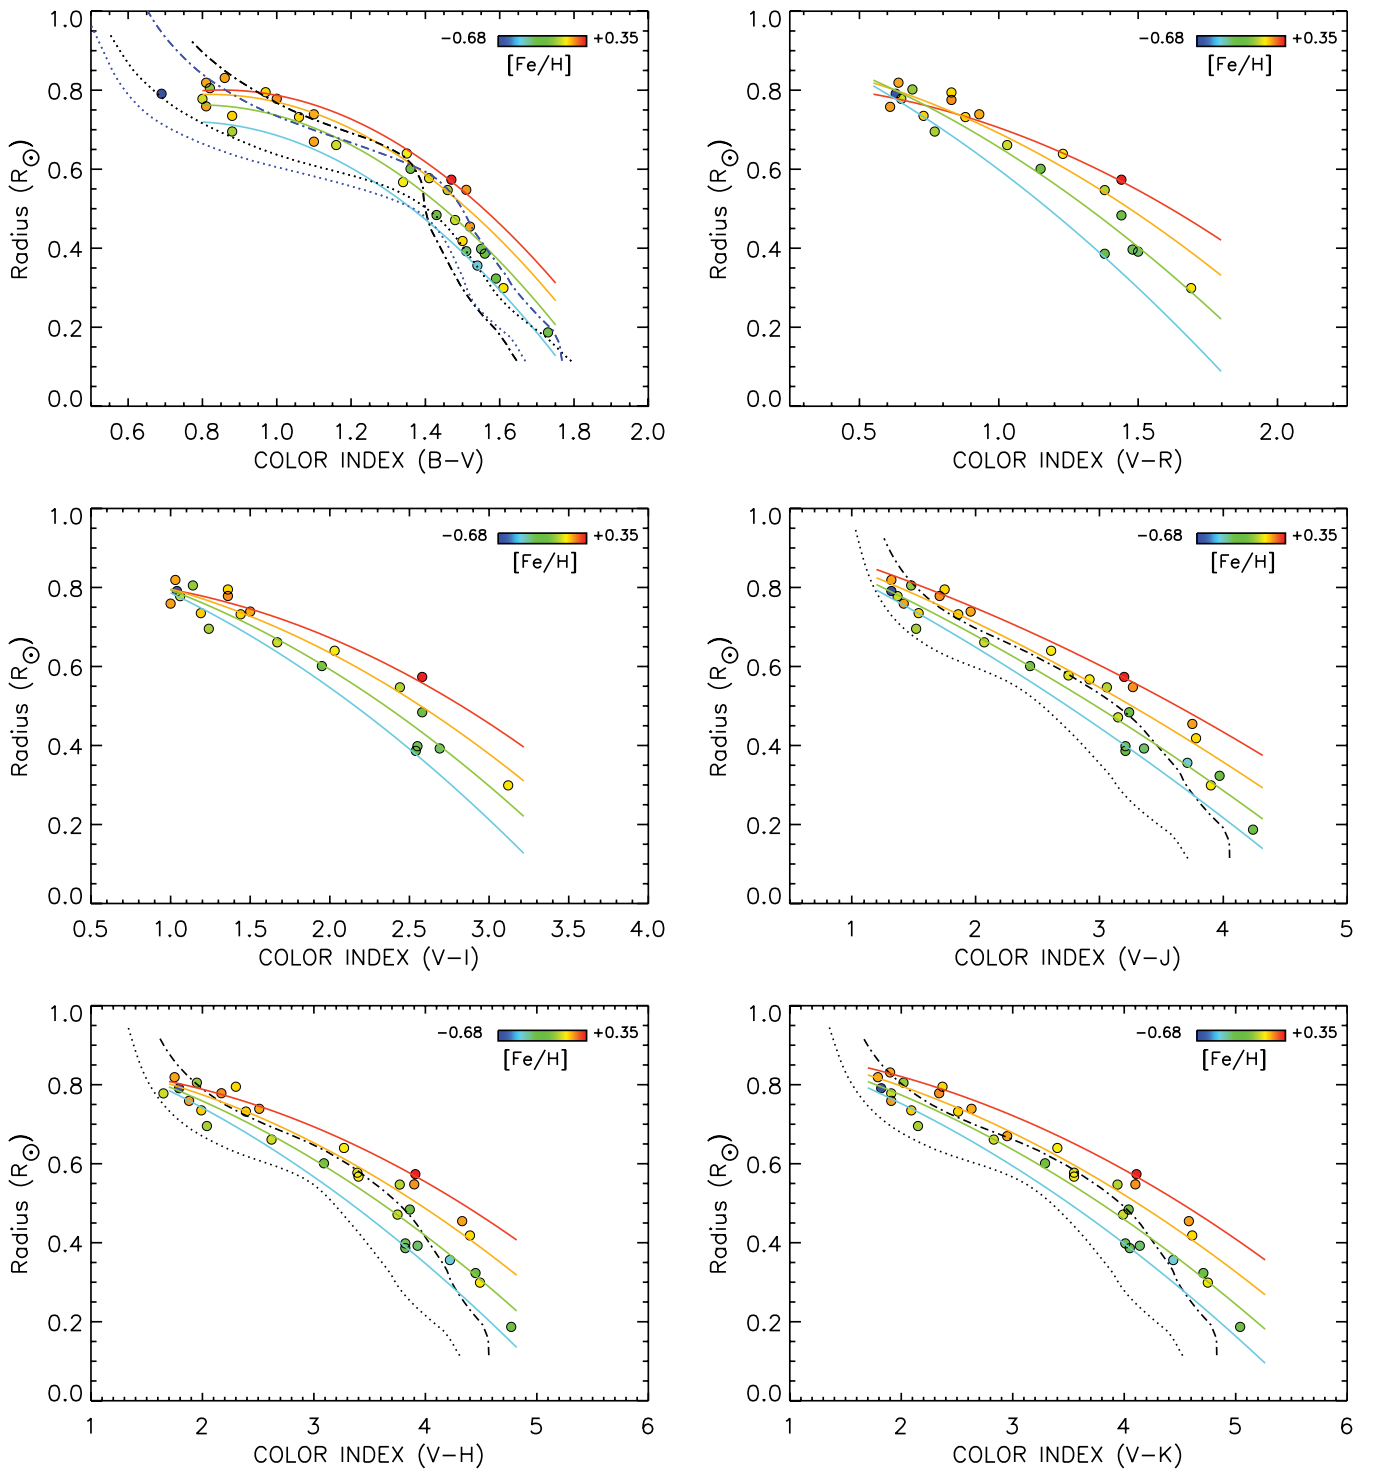 1.0
0.8
0.6
0.4
0.2
0.0
Radius (R⊙)
−0.68
+0.35
[Fe/H]
0.6 0.8 1.0 1.2 1.4 1.6 1.8 2.0
COLOR INDEX (B−V)
1.0
0.8
0.6
0.4
0.2
0.0
Radius (R⊙)
−0.68
+0.35
[Fe/H]
0.5 1.0 1.5 2.0
COLOR INDEX (V−R)
1.0
0.8
0.6
0.4
0.2
0.0
Radius (R⊙)
−0.68
+0.35
[Fe/H]
0.5 1.0 1.5 2.0 2.5 3.0 3.5 4.0
COLOR INDEX (V−I)
1.0
0.8
0.6
0.4
0.2
0.0
Radius (R⊙)
−0.68
+0.35
[Fe/H]
1 2 3 4 5
COLOR INDEX (V−J)
1.0
0.8
0.6
0.4
0.2
0.0
Radius (R⊙)
−0.68
+0.35
[Fe/H]
1 2 3 4 5 6
COLOR INDEX (V−H)
1.0
0.8
0.6
0.4
0.2
0.0
Radius (R⊙)
−0.68
+0.35
[Fe/H]
1 2 3 4 5 6
COLOR INDEX (V−K)